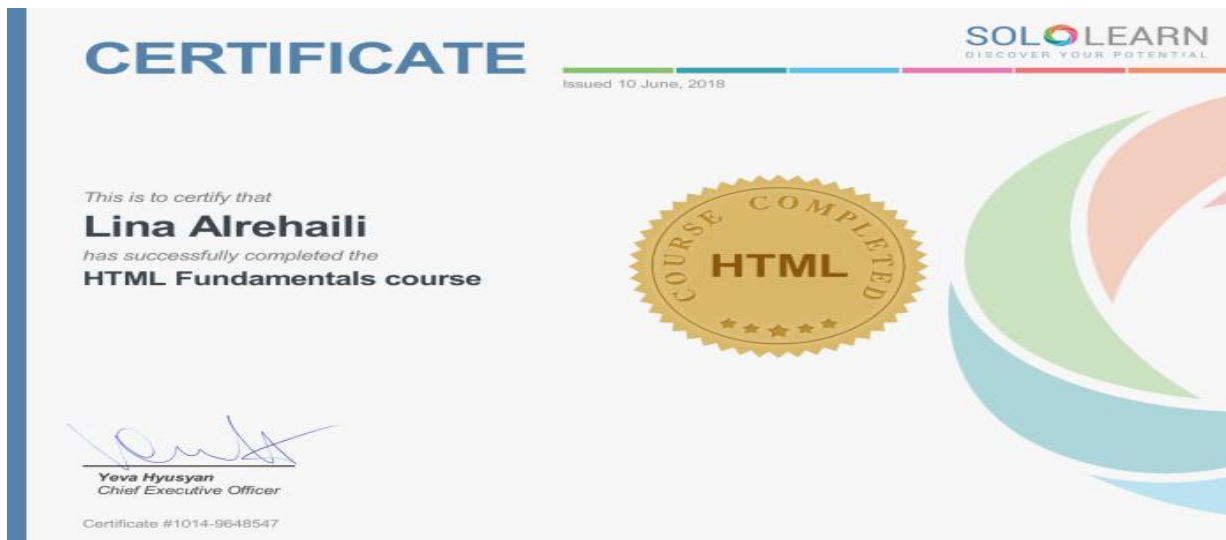 CERTIFICATE
SOLOLEARN
DISCOVER YOUR POTENTIAL
Issued 10 June, 2018
This is to certify that
Lina Alrehaili
has successfully completed the
HTML Fundamentals course
COURSE COMPLETED
HTML
Yeva Hyusyan
Chief Executive Officer
Certificate #1014-9648547